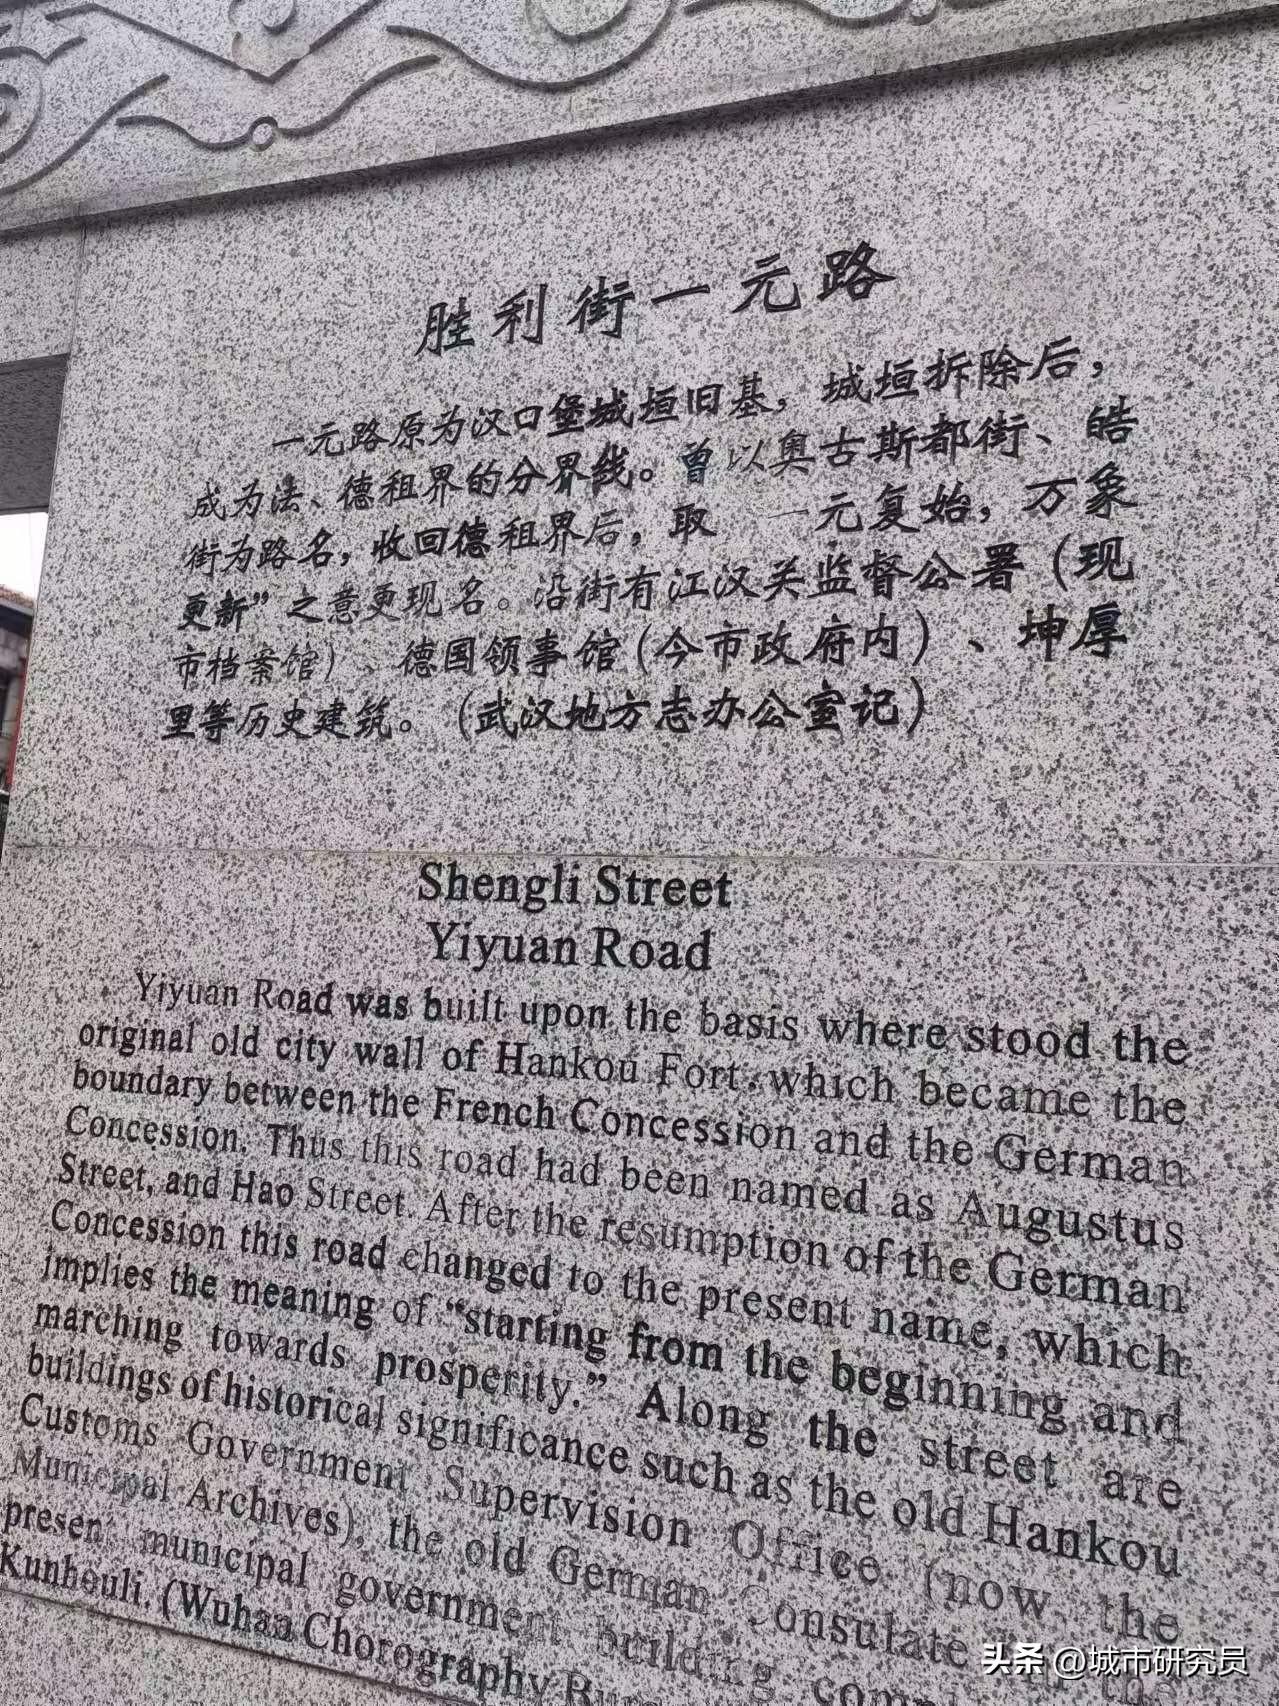 胜利街一元路
一元路原为汉口堡城垣旧基，城垣拆除后，
成为法、德租界的分界线。曾以奥古斯都街、皓
街为路名，收回德租界后，取 一元复始，万象
更新”之意更现名。沿街有江汉关监督公署（现
市档案馆）、德国领事馆（今市政府内）、坤厚
里等历史建筑。（武汉地方志办公室记）
Shengli Street
Yiyuan Road
Yiyuan Road was built upon the basis where stood the
original old city wall of Hankou Fort, which became the
boundary between the French Concession and the German
Concession. Thus this road had been named as Augustus
Street, and Hao Street. After the resumption of the German
Concession this road changed to the present name, which
implies the meaning of “starting from the beginning and
marching towards prosperity.” Along the street are
buildings of historical significance such as the old Hankou
Customs Government Supervision Office (now, the
Municipal Archives), the old German Consulate in the
present municipal government building
Kunhouli. (Wuhan Chorography
头条 @城市研究员